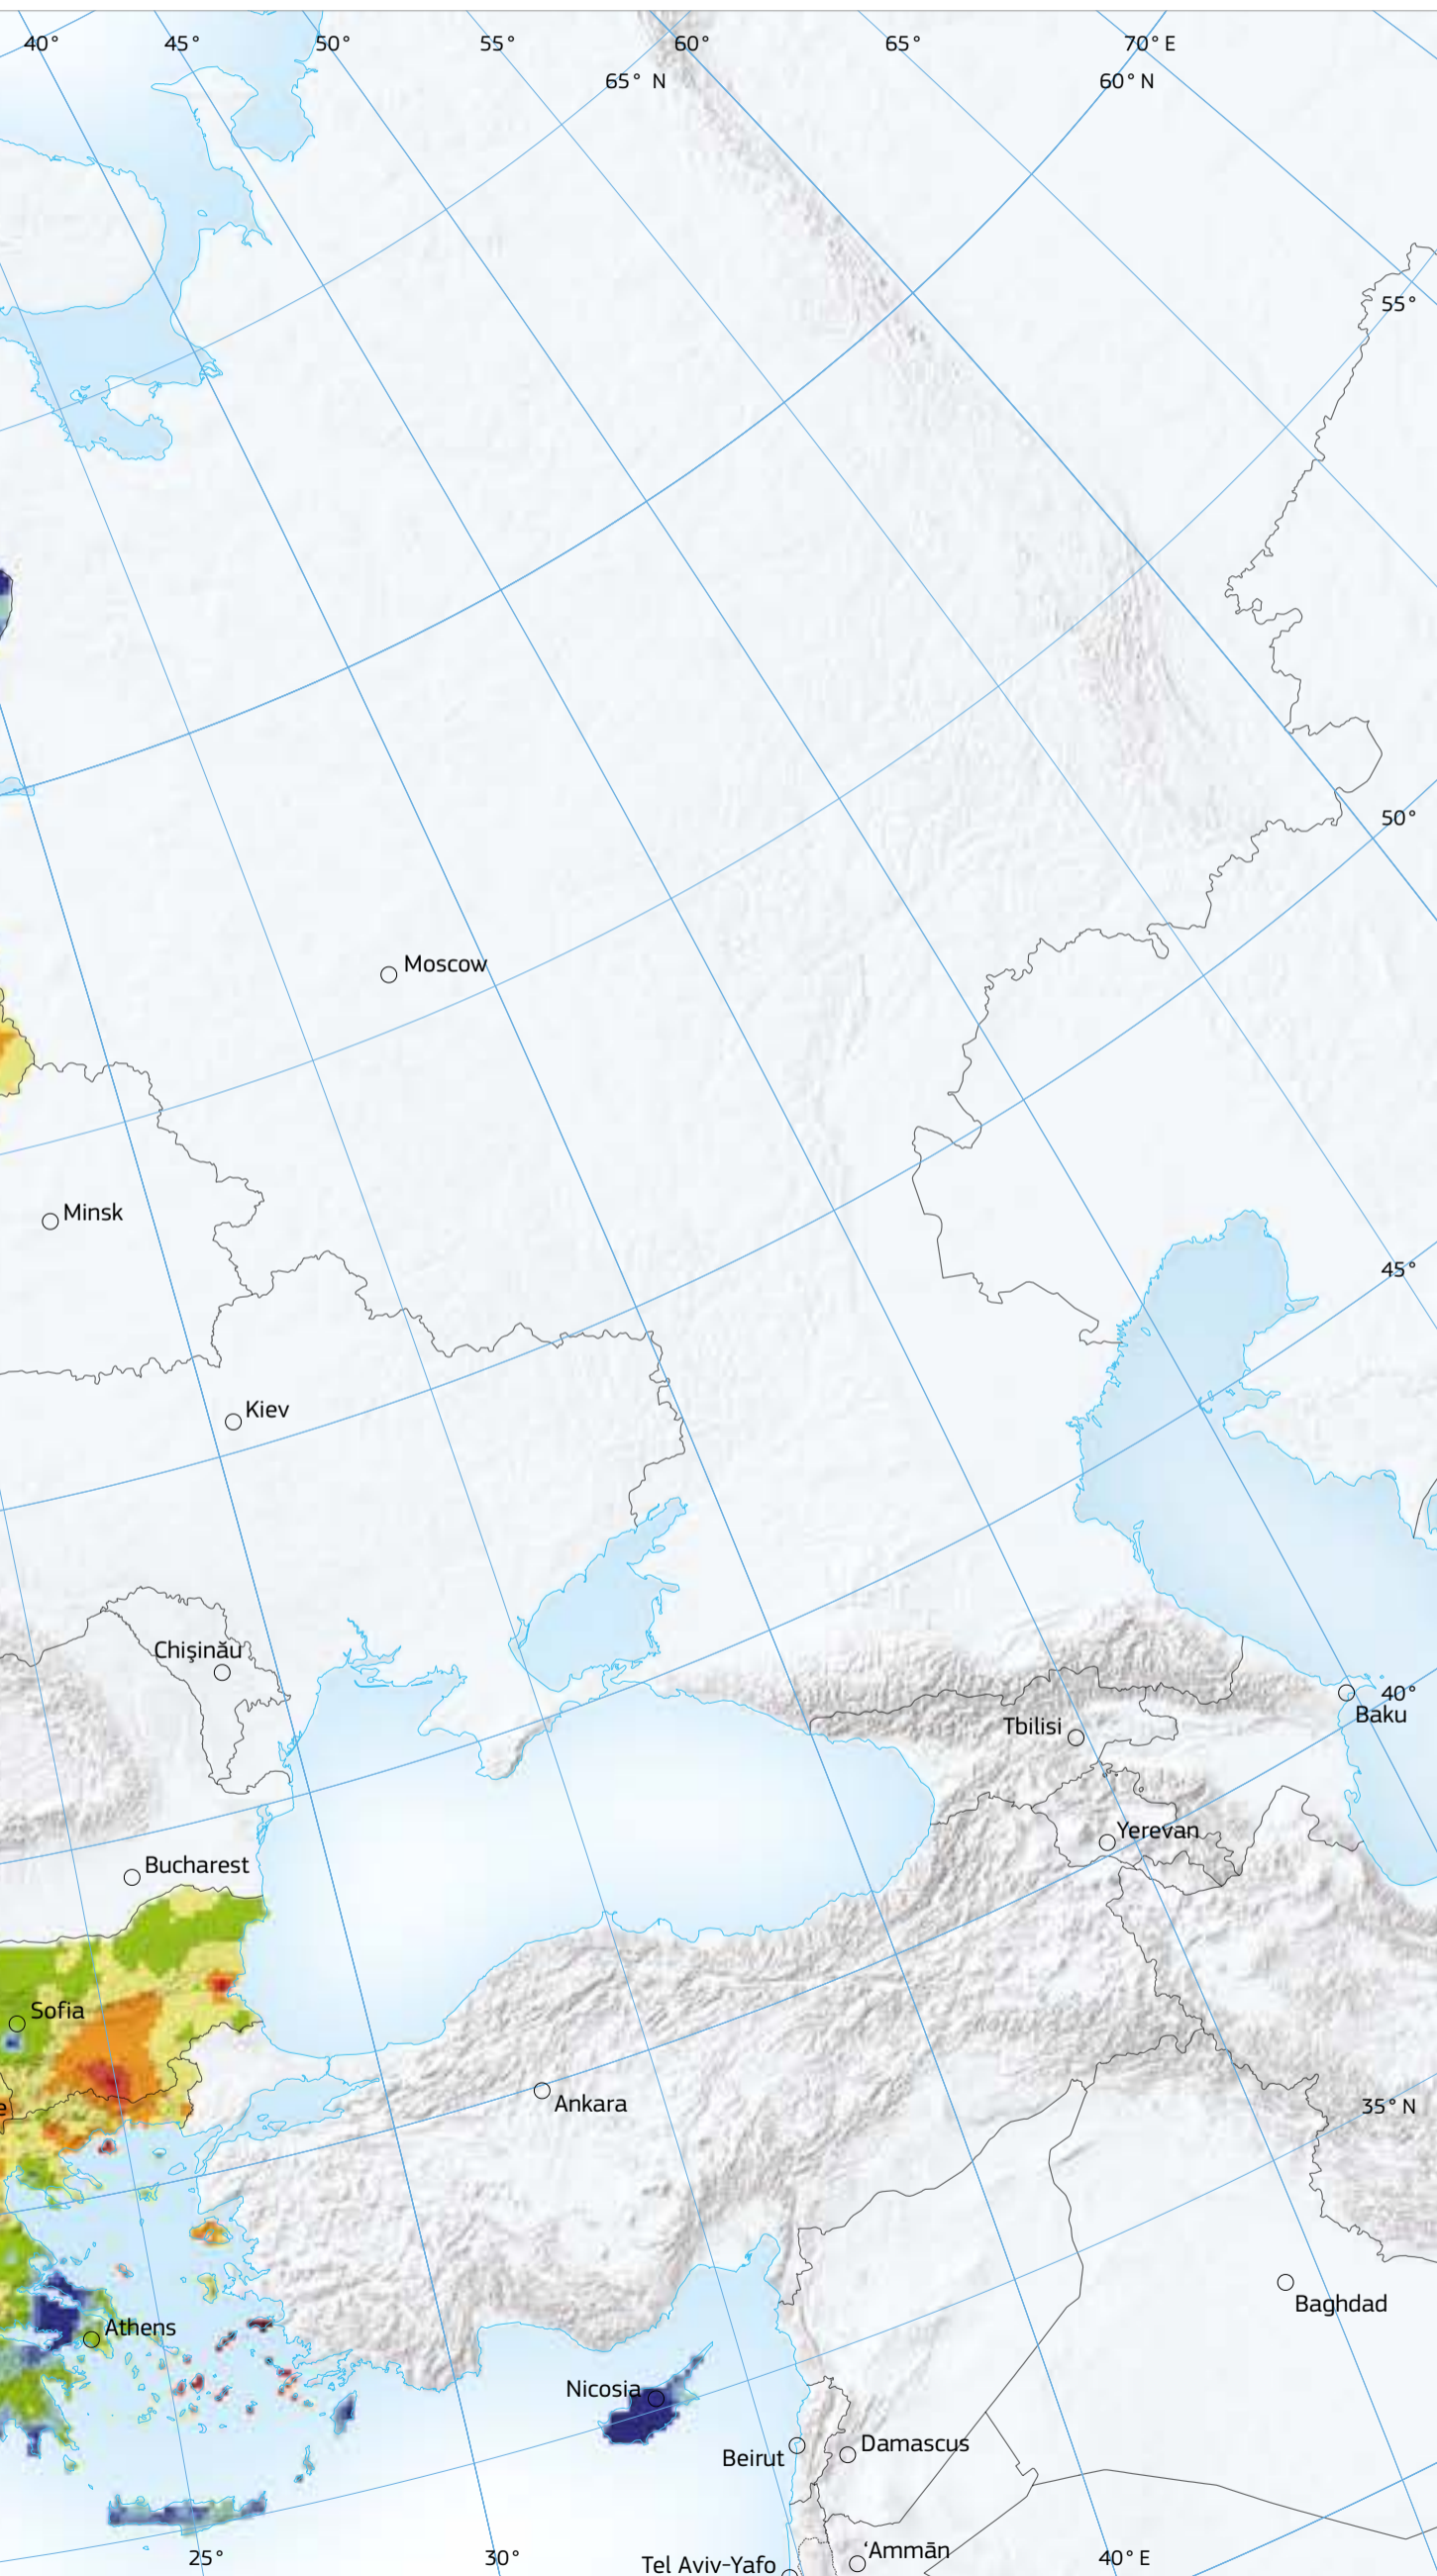 40°
45°
50°
55°
60°
65°
70° E
65° N
60° N
55°
50°
Moscow
Minsk
45°
Kiev
Chişinău
40°
Baku
Tbilisi
Yerevan
Bucharest
Sofia
Ankara
e
35° N
Baghdad
Athens
Nicosia
Damascus
Beirut
‘Ammān
25°
30°
Tel Aviv-Yafo
40° E